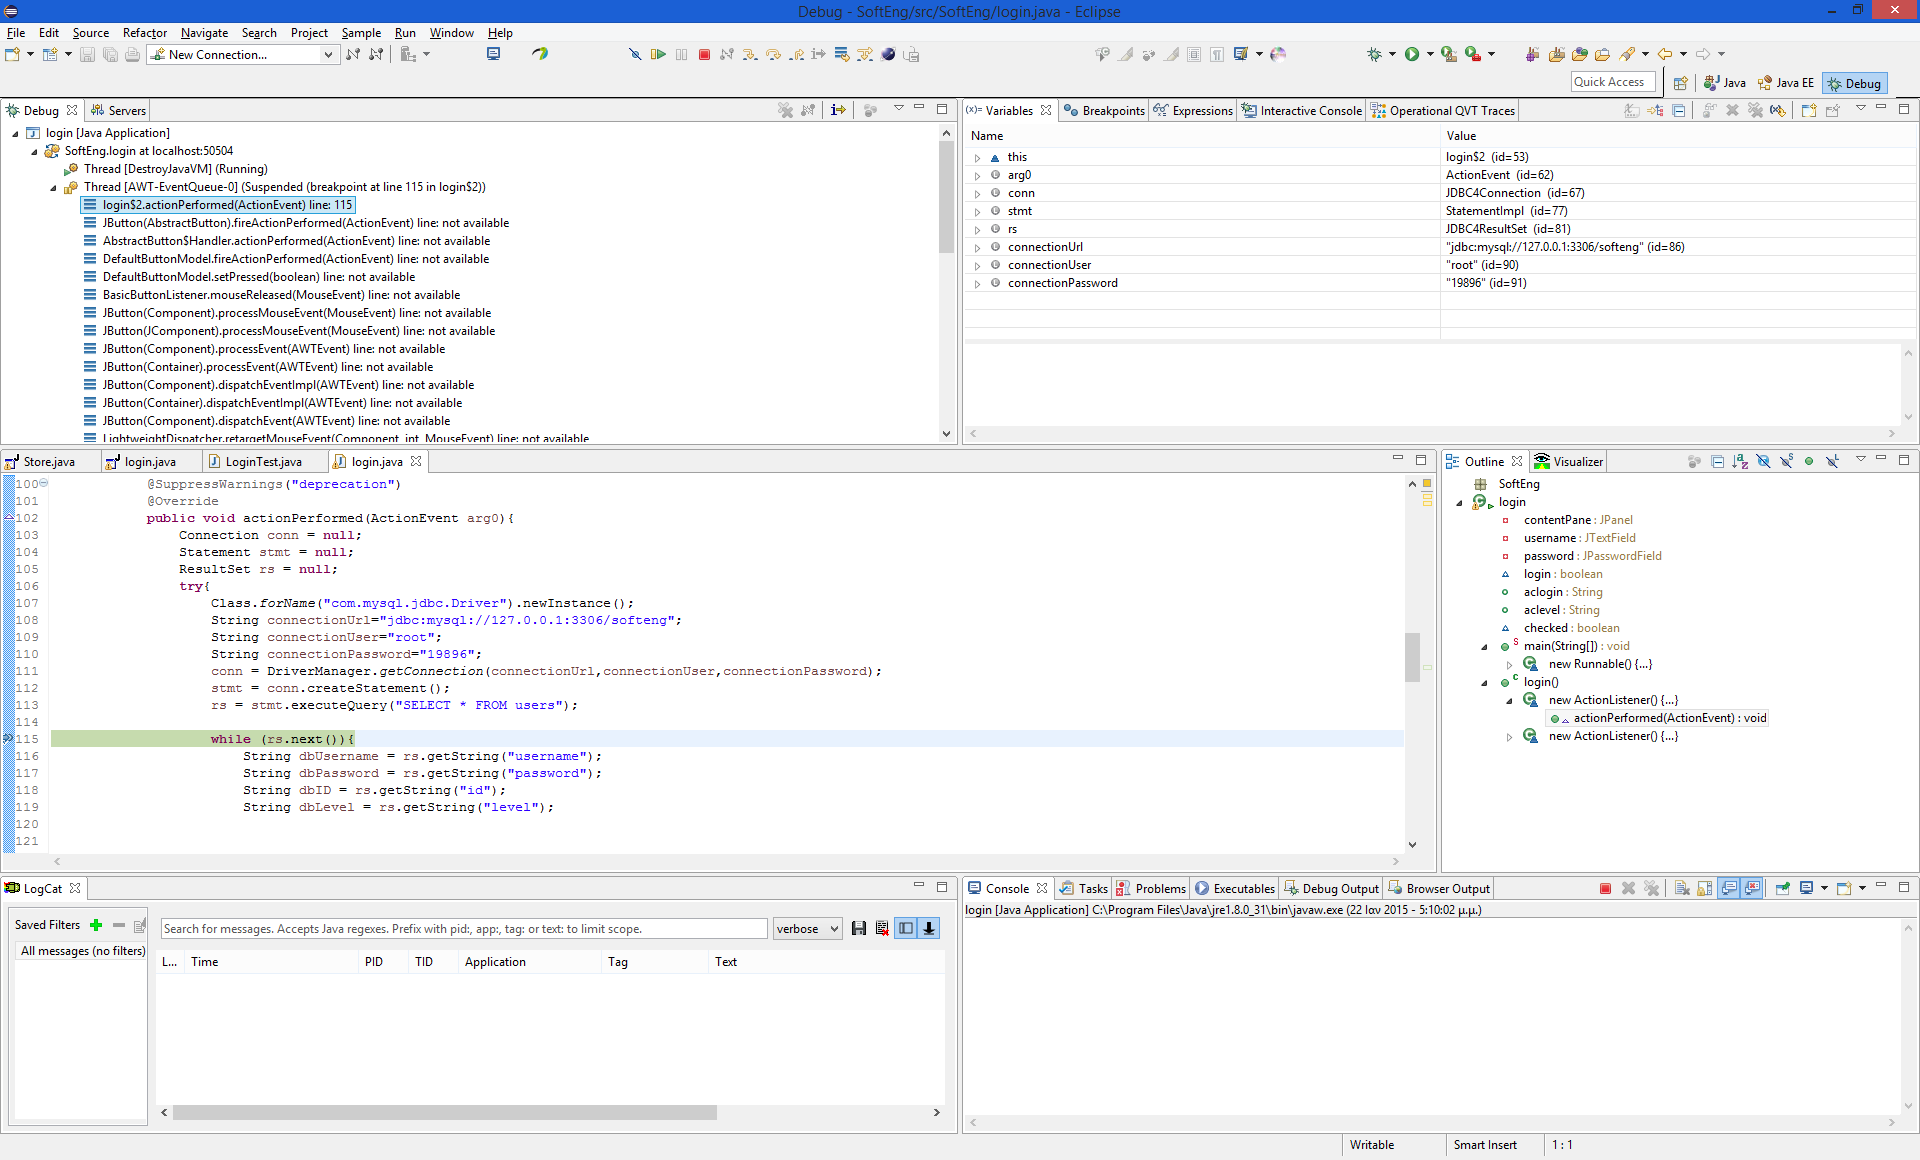 Debug - SoftEng/src/SoftEng/login.java - Eclipse
File Edit Source Refactor Navigate Search Project Sample Run Window Help
New Connection...
Quick Access
Java
Java EE
Debug
Debug
Servers
login [Java Application]
SoftEng.login at localhost:50504
Thread [DestroyJavaVM] (Running)
Thread [AWT-EventQueue-0] (Suspended (breakpoint at line 115 in login$2))
login$2.actionPerformed(ActionEvent) line: 115
JButton(AbstractButton).fireActionPerformed(ActionEvent) line: not available
AbstractButton$Handler.actionPerformed(ActionEvent) line: not available
DefaultButtonModel.fireActionPerformed(ActionEvent) line: not available
DefaultButtonModel.setPressed(boolean) line: not available
BasicButtonListener.mouseReleased(MouseEvent) line: not available
JButton(Component).processMouseEvent(MouseEvent) line: not available
JButton(JComponent).processMouseEvent(MouseEvent) line: not available
JButton(Component).processEvent(AWTEvent) line: not available
JButton(Container).processEvent(AWTEvent) line: not available
JButton(Component).dispatchEventImpl(AWTEvent) line: not available
JButton(Container).dispatchEventImpl(AWTEvent) line: not available
JButton(Component).dispatchEvent(AWTEvent) line: not available
LightweightDispatcher.retargetMouseEvent(Component, int, MouseEvent) line: not available
(x)= Variables
Breakpoints
Expressions
Interactive Console
Operational QVT Traces
Name Value
this login$2 (id=53)
arg0 ActionEvent (id=62)
conn JDBC4Connection (id=67)
stmt StatementImpl (id=77)
rs JDBC4ResultSet (id=81)
connectionUrl "jdbc:mysql://127.0.0.1:3306/softeng" (id=86)
connectionUser "root" (id=90)
connectionPassword "19896" (id=91)
Store.java
login.java
LoginTest.java
login.java
100 @SuppressWarnings("deprecation")
101 @Override
102 public void actionPerformed(ActionEvent arg0){
103 Connection conn = null;
104 Statement stmt = null;
105 ResultSet rs = null;
106 try{
107 Class.forName("com.mysql.jdbc.Driver").newInstance();
108 String connectionUrl="jdbc:mysql://127.0.0.1:3306/softeng";
109 String connectionUser="root";
110 String connectionPassword="19896";
111 conn = DriverManager.getConnection(connectionUrl,connectionUser,connectionPassword);
112 stmt = conn.createStatement();
113 rs = stmt.executeQuery("SELECT * FROM users");
114
115 while (rs.next()){
116 String dbUsername = rs.getString("username");
117 String dbPassword = rs.getString("password");
118 String dbID = rs.getString("id");
119 String dbLevel = rs.getString("level");
120
121
Outline
Visualizer
SoftEng
login
contentPane : JPanel
username : JTextField
password : JPasswordField
login : boolean
aclogin : String
aclevel : String
checked : boolean
main(String[]) : void
new Runnable() {...}
login()
new ActionListener() {...}
actionPerformed(ActionEvent) : void
new ActionListener() {...}
LogCat
Saved Filters
All messages (no filters)
Search for messages. Accepts Java regexes. Prefix with pid:, app:, tag: or text: to limit scope.
verbose
L... Time PID TID Application Tag Text
Console
Tasks
Problems
Executables
Debug Output
Browser Output
login [Java Application] C:\Program Files\Java\jre1.8.0_31\bin\javaw.exe (22 Ιαν 2015 - 5:10:02 μ.μ.)
Writable
Smart Insert
1 : 1